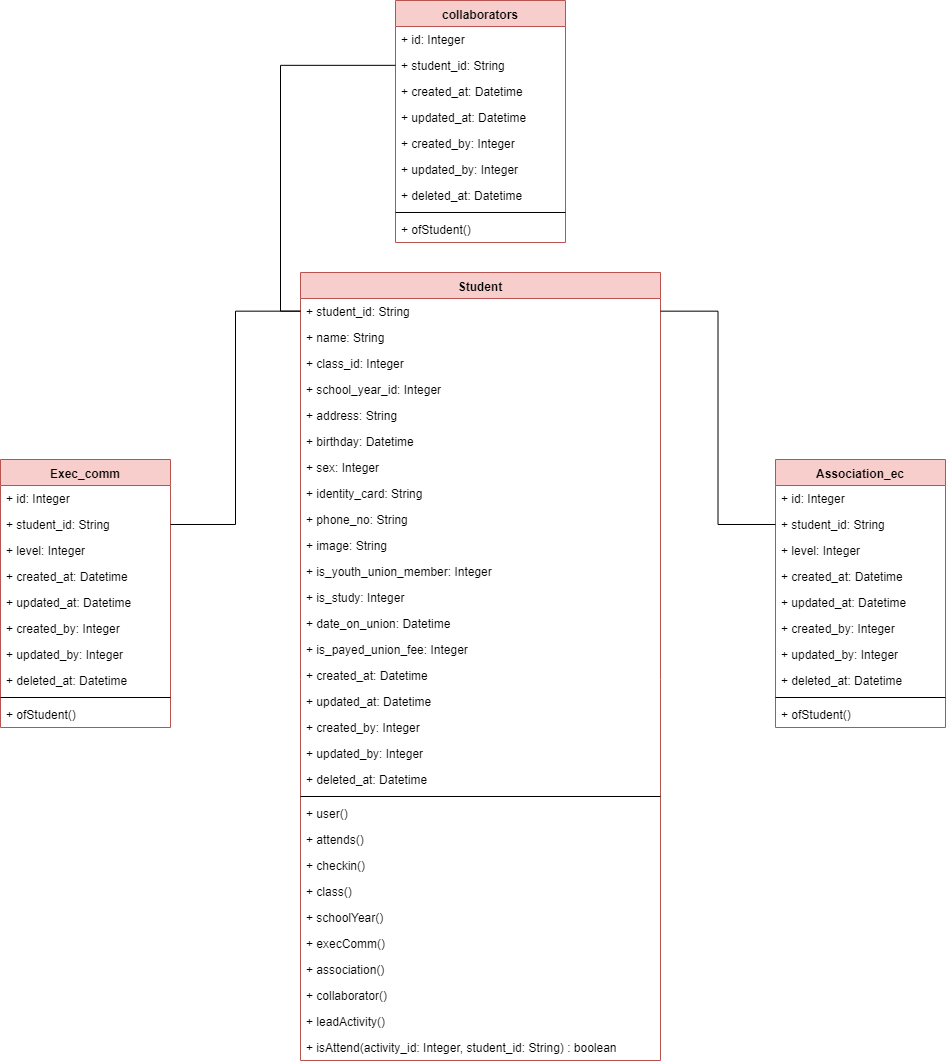 collaborators
+ id: Integer
+ student_id: String
+ created_at: Datetime
+ updated_at: Datetime
+ created_by: Integer
+ updated_by: Integer
+ deleted_at: Datetime
+ ofStudent()
Student
+ student_id: String
+ name: String
+ class_id: Integer
+ school_year_id: Integer
+ address: String
+ birthday: Datetime
+ sex: Integer
+ identity_card: String
+ phone_no: String
+ image: String
+ is_youth_union_member: Integer
+ is_study: Integer
+ date_on_union: Datetime
+ is_payed_union_fee: Integer
+ created_at: Datetime
+ updated_at: Datetime
+ created_by: Integer
+ updated_by: Integer
+ deleted_at: Datetime
+ user()
+ attends()
+ checkin()
+ class()
+ schoolYear()
+ execComm()
+ association()
+ collaborator()
+ leadActivity()
+ isAttend(activity_id: Integer, student_id: String) : boolean
Exec_comm
+ id: Integer
+ student_id: String
+ level: Integer
+ created_at: Datetime
+ updated_at: Datetime
+ created_by: Integer
+ updated_by: Integer
+ deleted_at: Datetime
+ ofStudent()
Association_ec
+ id: Integer
+ student_id: String
+ level: Integer
+ created_at: Datetime
+ updated_at: Datetime
+ created_by: Integer
+ updated_by: Integer
+ deleted_at: Datetime
+ ofStudent()